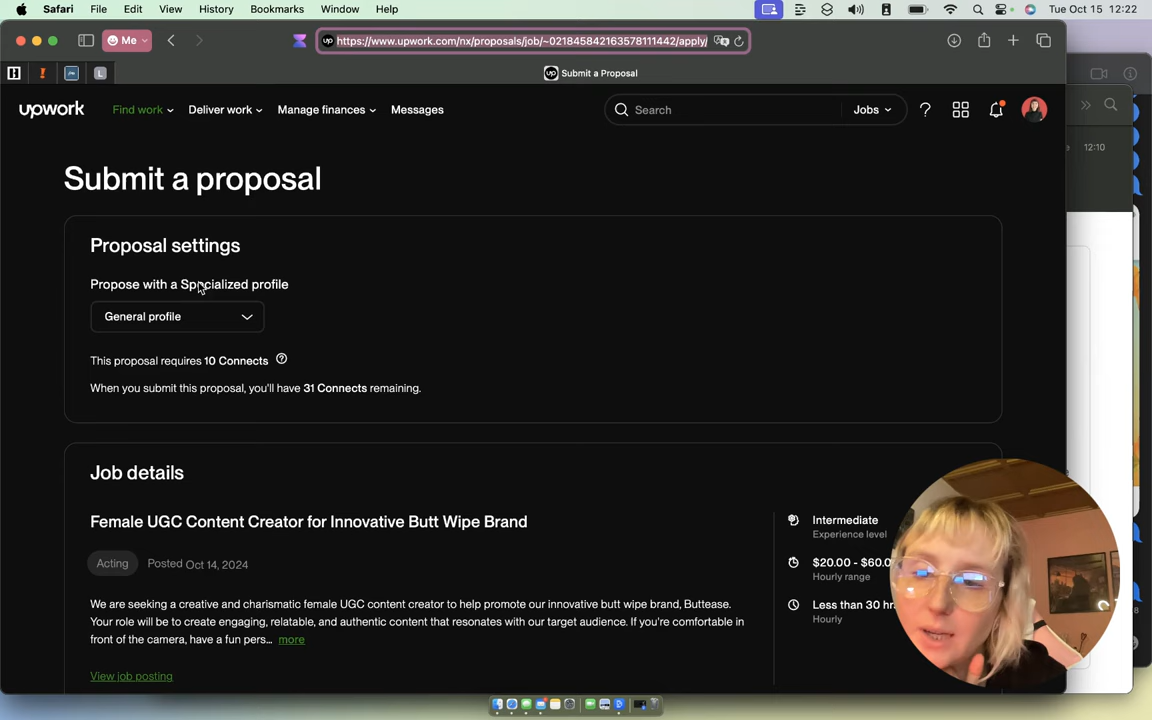 Safari File Edit View History Bookmarks Window Help Tue Oct 15 12:22
Me https://www.upwork.com/nx/proposals/job/~021845842163578111442/apply/
Submit a Proposal
upwork Find work Deliver work Manage finances Messages Search Jobs
12:10
Submit a proposal
Proposal settings
Propose with a Specialized profile
General profile
This proposal requires 10 Connects
When you submit this proposal, you'll have 31 Connects remaining.
Job details
Female UGC Content Creator for Innovative Butt Wipe Brand
Intermediate
Experience level
Acting Posted Oct 14, 2024
$20.00 - $60.0
Hourly range
We are seeking a creative and charismatic female UGC content creator to help promote our innovative butt wipe brand, Buttease.
Your role will be to create engaging, relatable, and authentic content that resonates with our target audience. If you're comfortable in
front of the camera, have a fun pers... more
Less than 30 hr
Hourly
View job posting